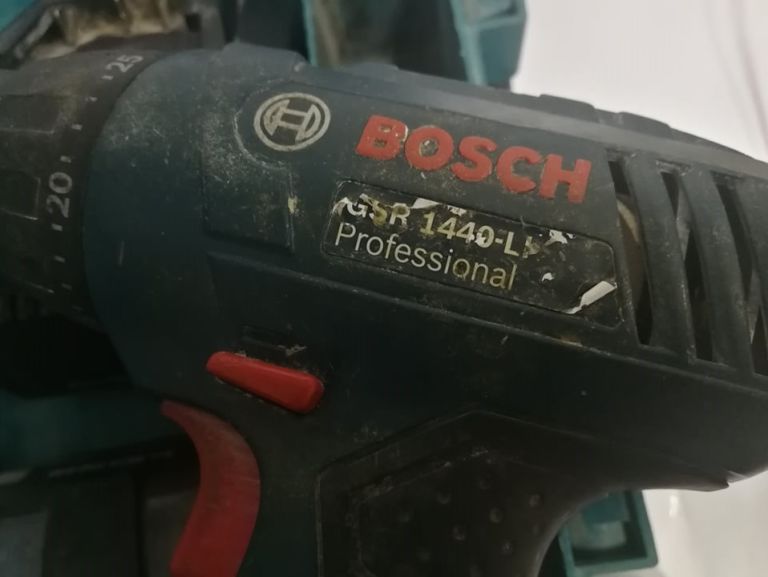 25
20
BOSCH
GSR 1440-LI
Professional